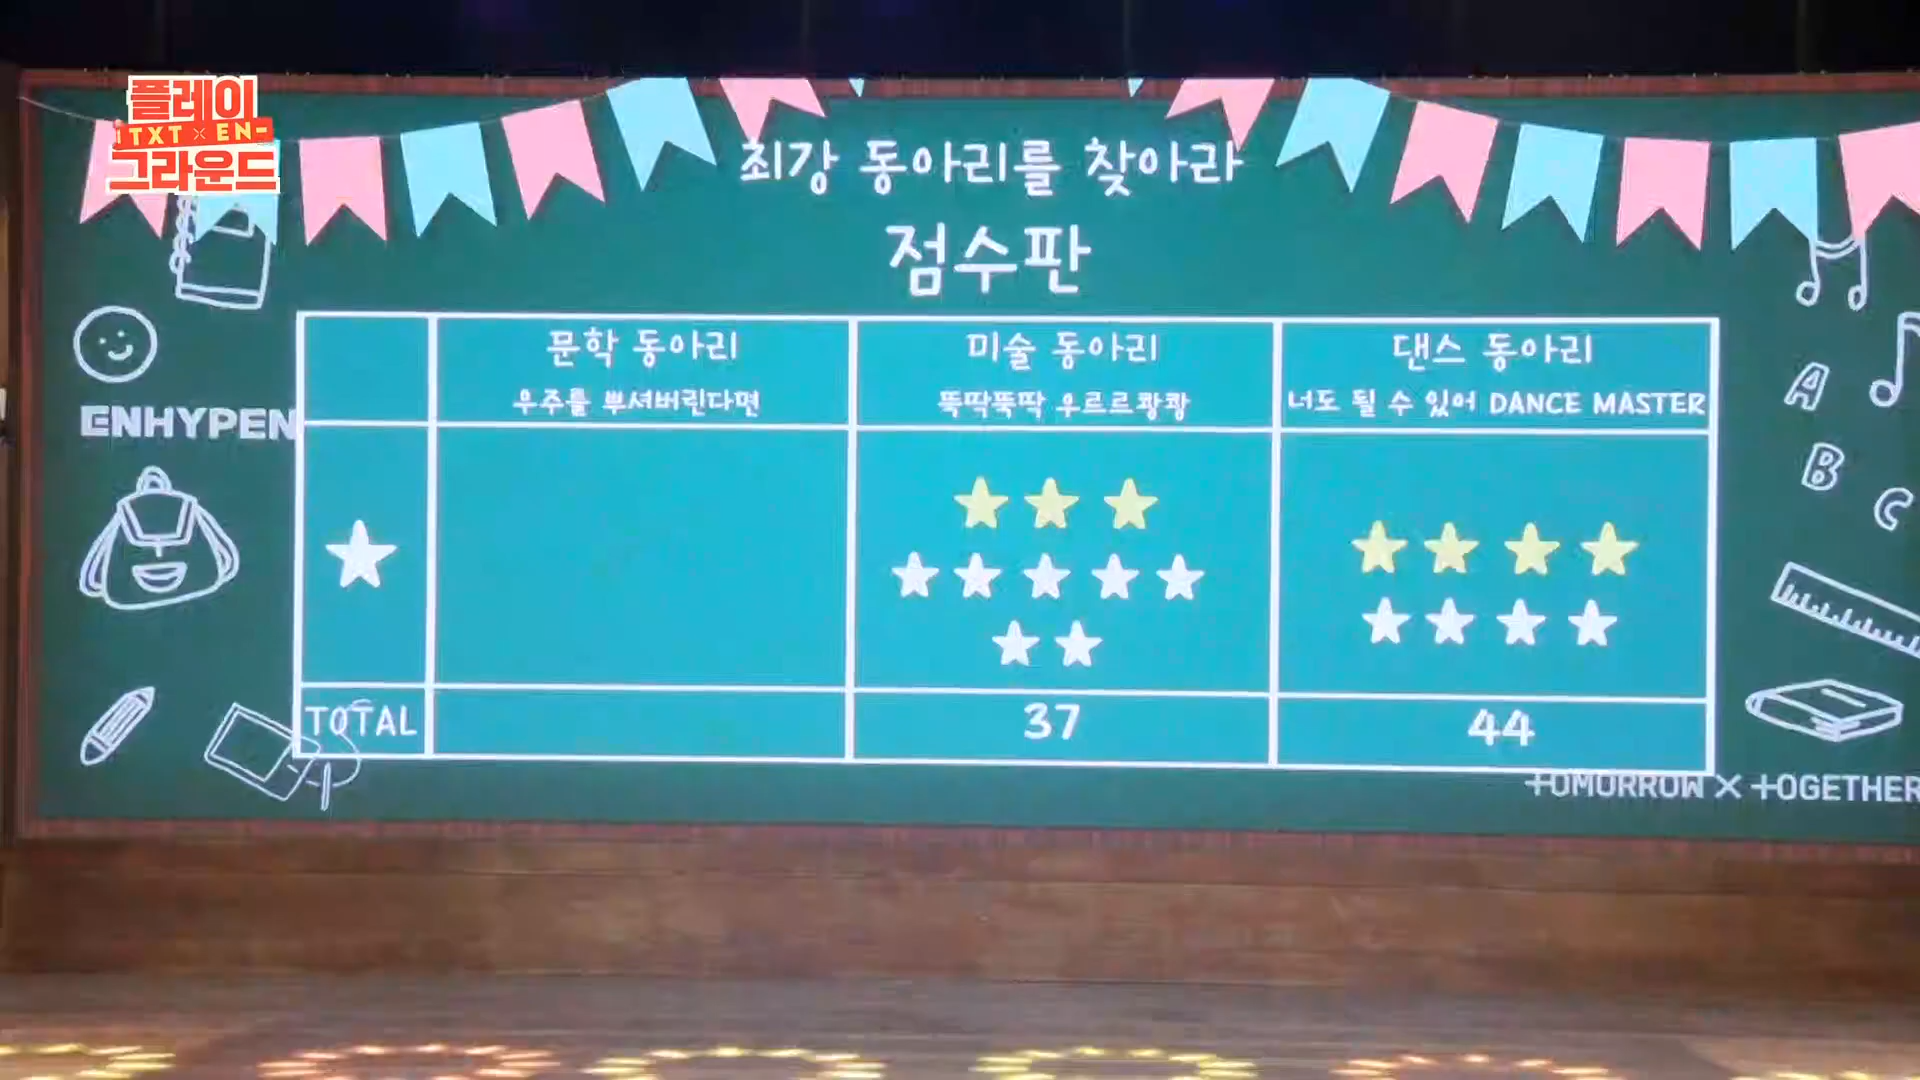 플레이
TXT × EN-
그라운드
최강 동아리를 찾아라
점수판
문학 동아리
우주를 뿌셔버린다면
미술 동아리
뚝딱뚝딱 우르르쾅쾅
댄스 동아리
너도 될 수 있어 DANCE MASTER
ENHYPEN
A
B
C
TOTAL
37
44
TOMORROW × TOGETHER